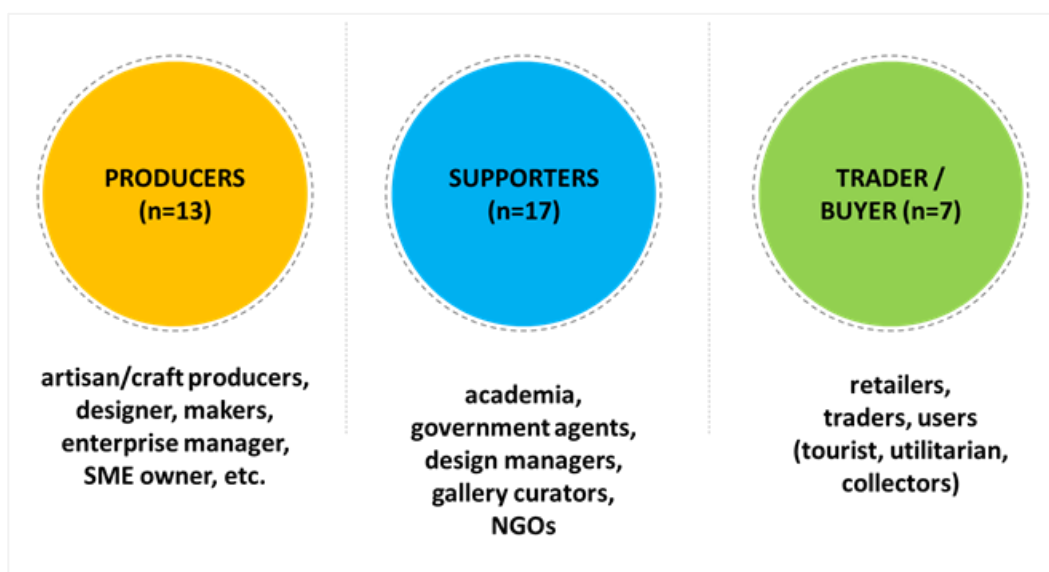 PRODUCERS
(n=13)
artisan/craft producers,
designer, makers,
enterprise manager,
SME owner, etc.
SUPPORTERS
(n=17)
academia,
government agents,
design managers,
gallery curators,
NGOs
TRADER /
BUYER (n=7)
retailers,
traders, users
(tourist, utilitarian,
collectors)